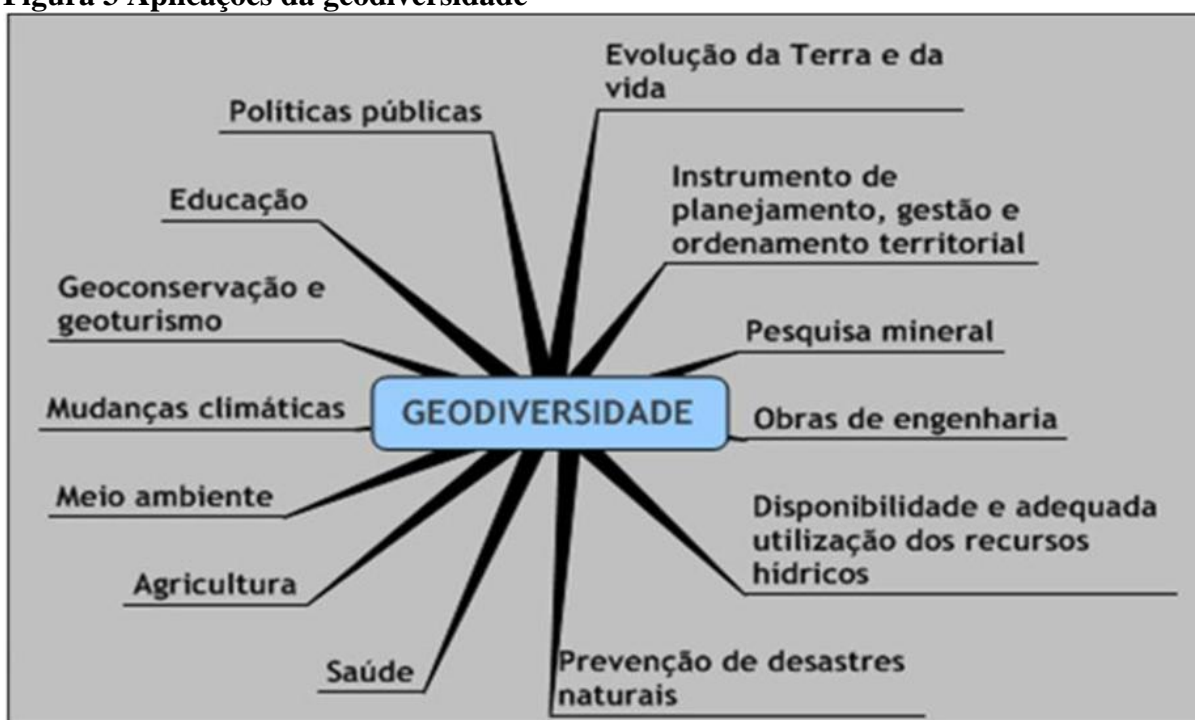 Figura 3 Aplicações da geodiversidade
Evolução da Terra e da
vida
Políticas públicas
Instrumento de
planejamento, gestão e
ordenamento territorial
Educação
Geoconservação e
geoturismo
Pesquisa mineral
Mudanças climáticas
GEODIVERSIDADE
Obras de engenharia
Meio ambiente
Disponibilidade e adequada
utilização dos recursos
hídricos
Agricultura
Saúde
Prevenção de desastres
naturais